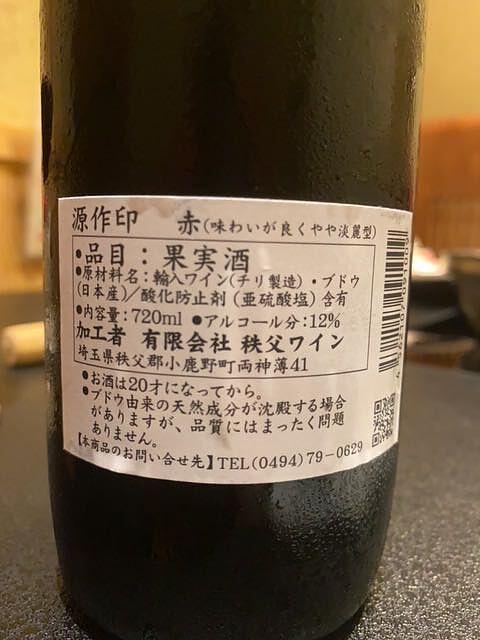 源作印 赤(味わいが良くやや淡麗型)
●品目：果実酒
●原材料名：輸入ワイン(チリ製造)・ブドウ
(日本産)/酸化防止剤(亜硫酸塩)含有
●内容量：720ml ●アルコール分：12%
加工者 有限会社 秩父ワイン
埼玉県秩父郡小鹿野町両神薄41
●お酒は20才になってから。
●ブドウ由来の天然成分が沈殿する場合
がありますが、品質にはまったく問題
ありません。
【本商品のお問い合せ先】TEL(0494)79-0629